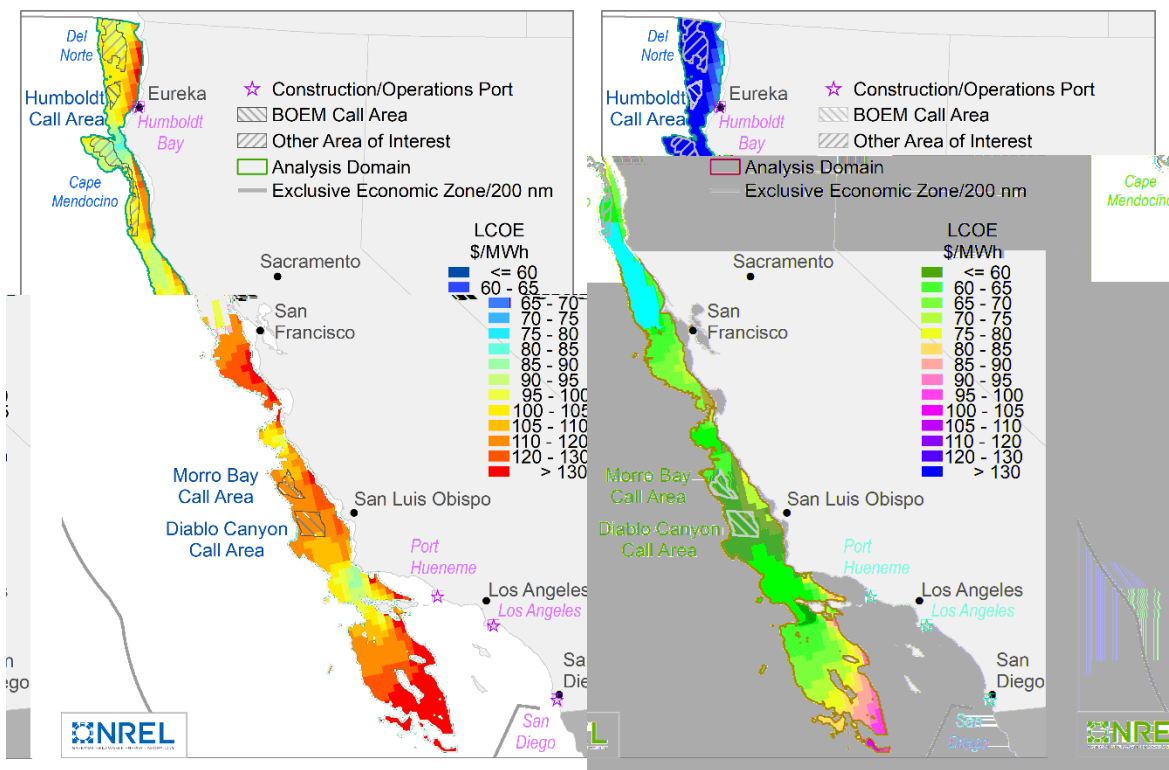 Del
Norte
Humboldt
Call Area
Eureka
Humboldt
Bay
Cape
Mendocino
Construction/Operations Port
BOEM Call Area
Other Area of Interest
Analysis Domain
Exclusive Economic Zone/200 nm
LCOE
$/MWh
<= 60
60 - 65
65 - 70
70 - 75
75 - 80
80 - 85
85 - 90
90 - 95
95 - 100
100 - 105
105 - 110
110 - 120
120 - 130
> 130
Sacramento
San
Francisco
Morro Bay
Call Area
San Luis Obispo
Diablo Canyon
Call Area
Port
Hueneme
Los Angeles
Los Angeles
Sa
Die
San
Diego
n
ego
NREL
Del
Norte
Humboldt
Call Area
Eureka
Humboldt
Bay
Construction/Operations Port
BOEM Call Area
Other Area of Interest
Analysis Domain
Exclusive Economic Zone/200 nm
Cape
Mendocino
LCOE
$/MWh
<= 60
60 - 65
65 - 70
70 - 75
75 - 80
80 - 85
85 - 90
90 - 95
95 - 100
100 - 105
105 - 110
110 - 120
120 - 130
> 130
Sacramento
San
Francisco
Morro Bay
Call Area
San Luis Obispo
Diablo Canyon
Call Area
Port
Hueneme
Los Angeles
Los Angeles
San
Diego
San
Diego
L
NREL